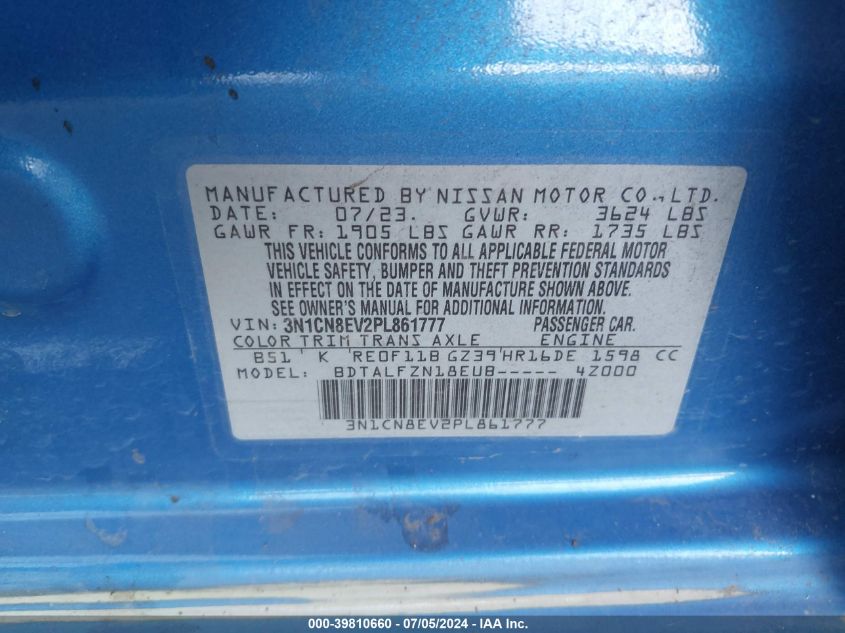 MANUFACTURED BY NISSAN MOTOR CO., LTD.
DATE: 07/23. GVWR: 3624 LBS
GAWR FR: 1905 LBS GAWR RR: 1735 LBS
THIS VEHICLE CONFORMS TO ALL APPLICABLE FEDERAL MOTOR
VEHICLE SAFETY, BUMPER AND THEFT PREVENTION STANDARDS
IN EFFECT ON THE DATE OF MANUFACTURE SHOWN ABOVE.
SEE OWNER'S MANUAL FOR ADDITIONAL INFORMATION.
VIN: 3N1CN8EV2PL861777 PASSENGER CAR.
COLOR TRIM TRANS AXLE ENGINE
B51 ' K 'RE0F11B GZ39'HR16DE 1598 CC
MODEL: BDTALFZN18EUB----- 4Z000
3N1CN8EV2PL861777
000-39810660 - 07/05/2024 - US - USA